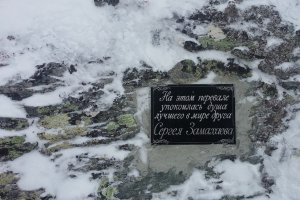 На этом перевале
упокоилась душа
лучшего в мире друга
Сергея Замахаева